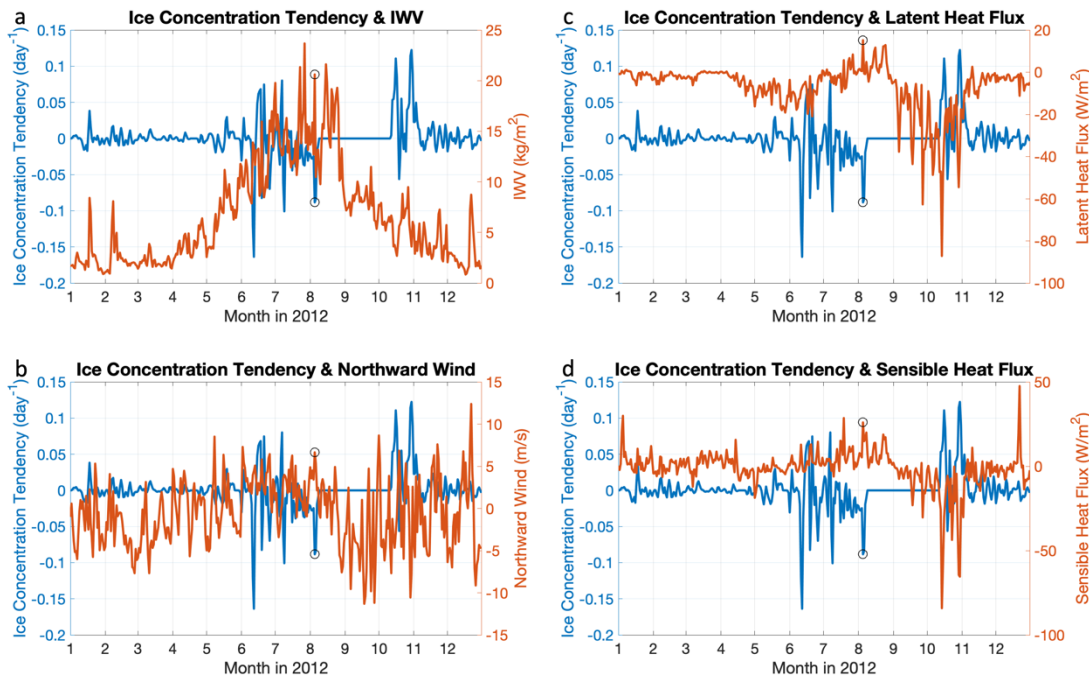 a
Ice Concentration Tendency & IWV
Ice Concentration Tendency (day⁻¹)
0.15
0.1
0.05
0
-0.05
-0.1
-0.15
-0.2
25
20
15
10
5
0
IWV (kg/m²)
1 2 3 4 5 6 7 8 9 10 11 12
Month in 2012
c
Ice Concentration Tendency & Latent Heat Flux
Ice Concentration Tendency (day⁻¹)
0.15
0.1
0.05
0
-0.05
-0.1
-0.15
-0.2
20
0
-20
-40
-60
-80
-100
Latent Heat Flux (W/m²)
1 2 3 4 5 6 7 8 9 10 11 12
Month in 2012
b
Ice Concentration Tendency & Northward Wind
Ice Concentration Tendency (day⁻¹)
0.15
0.1
0.05
0
-0.05
-0.1
0.15
-0.2
15
10
5
0
-5
-10
-15
Northward Wind (m/s)
1 2 3 4 5 6 7 8 9 10 11 12
Month in 2012
d
Ice Concentration Tendency & Sensible Heat Flux
Ice Concentration Tendency (day⁻¹)
0.15
0.1
0.05
0
-0.05
-0.1
-0.15
-0.2
50
0
-50
-100
Sensible Heat Flux (W/m²)
1 2 3 4 5 6 7 8 9 10 11 12
Month in 2012